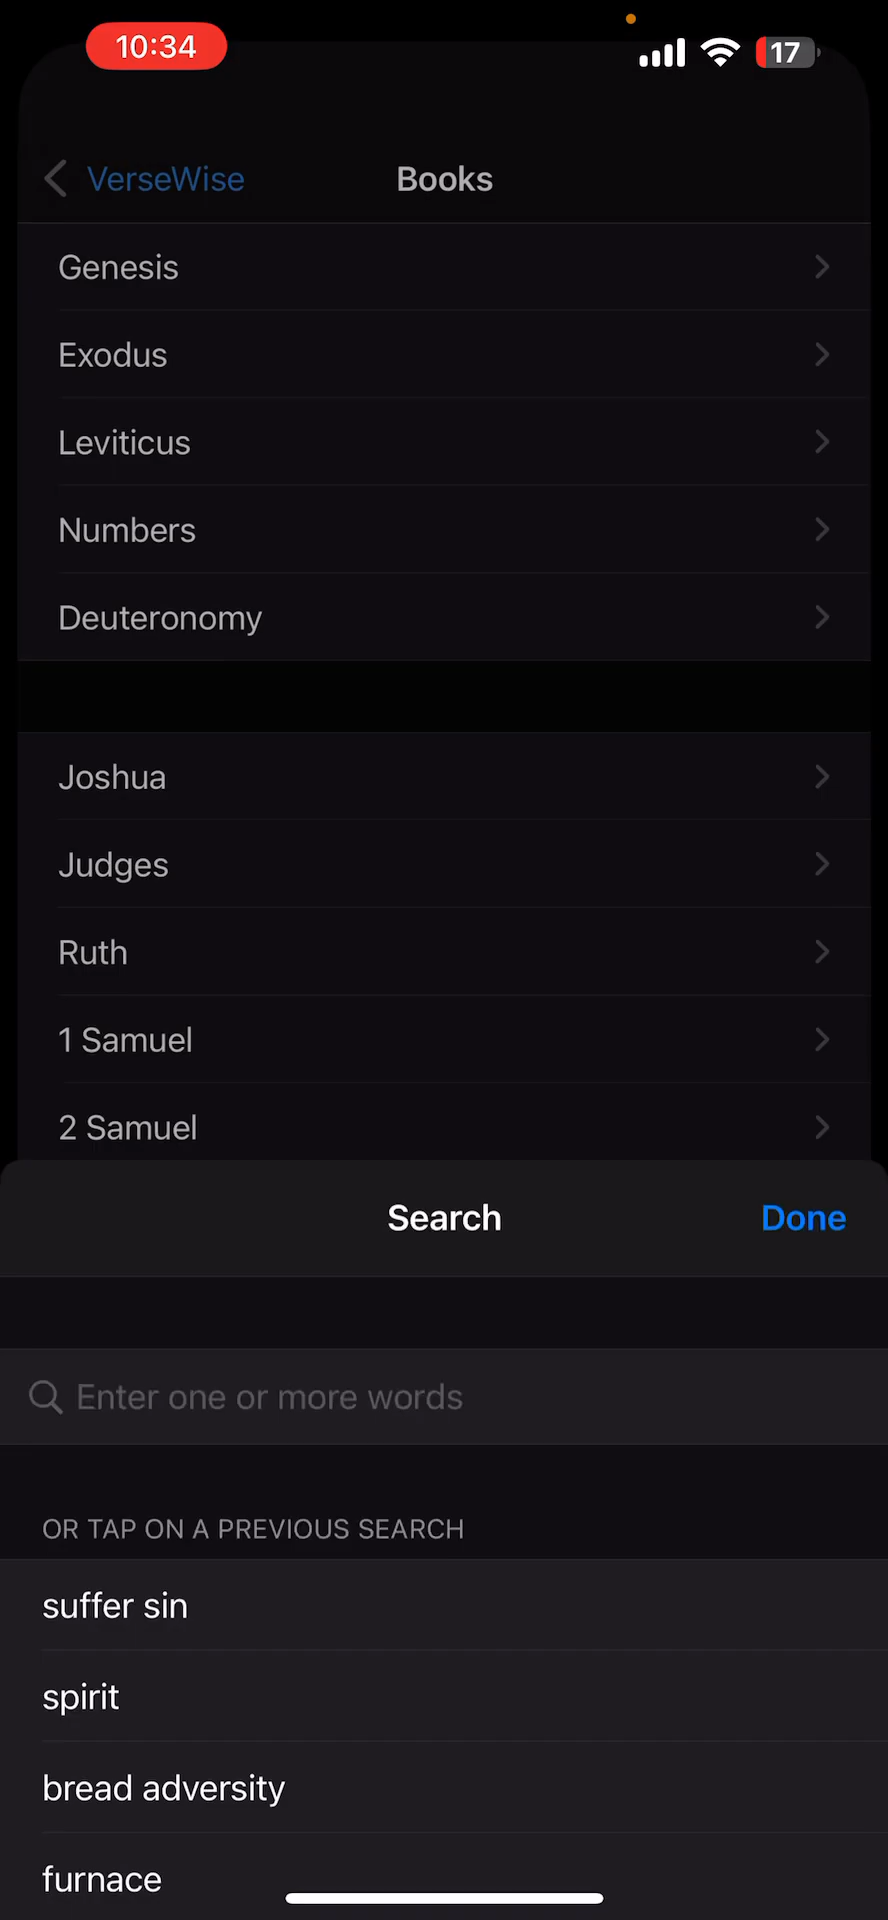 10:34
17
VerseWise
Books
Genesis
Exodus
Leviticus
Numbers
Deuteronomy
Joshua
Judges
Ruth
1 Samuel
2 Samuel
Search
Done
Enter one or more words
OR TAP ON A PREVIOUS SEARCH
suffer sin
spirit
bread adversity
furnace